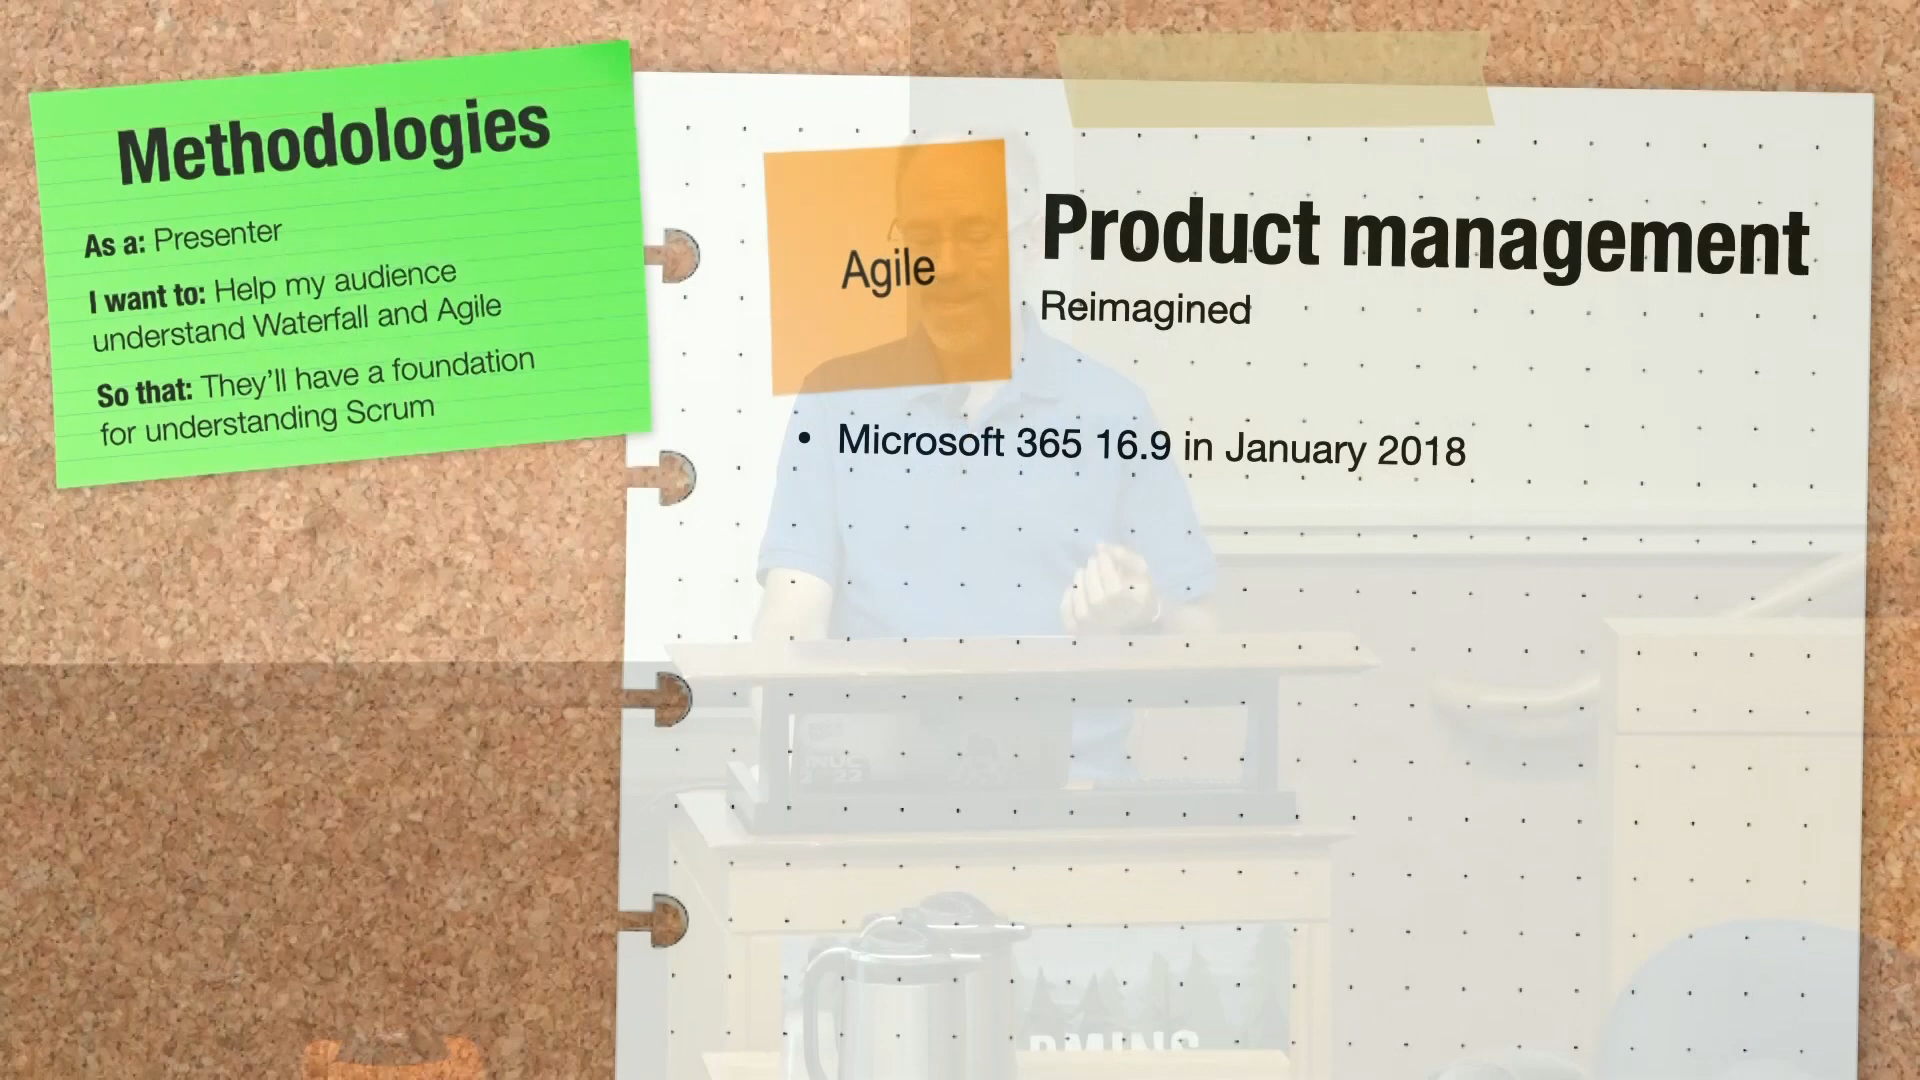 Methodologies
As a: Presenter
I want to: Help my audience
understand Waterfall and Agile
So that: They’ll have a foundation
for understanding Scrum
Agile
Product management
Reimagined
• Microsoft 365 16.9 in January 2018